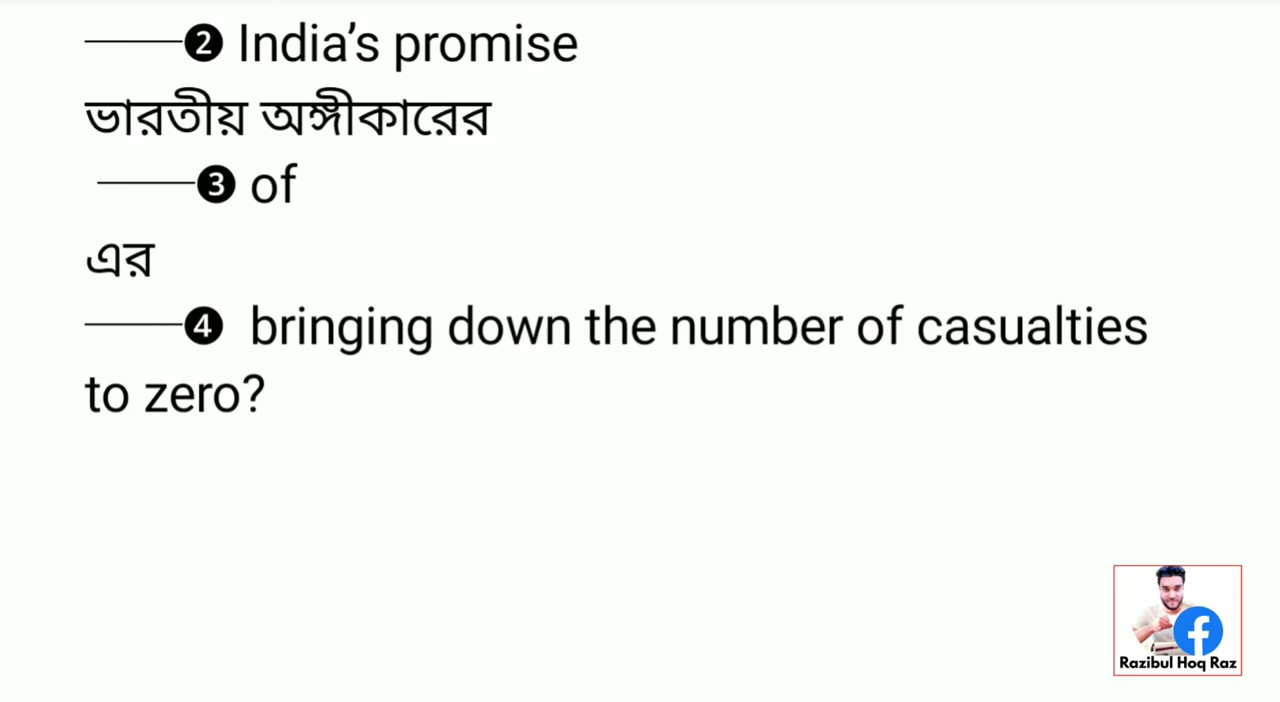 ———❷ India’s promise
ভারতীয় অঙ্গীকারের
———❸ of
এর
———❹ bringing down the number of casualties
to zero?
Razibul Hoq Raz